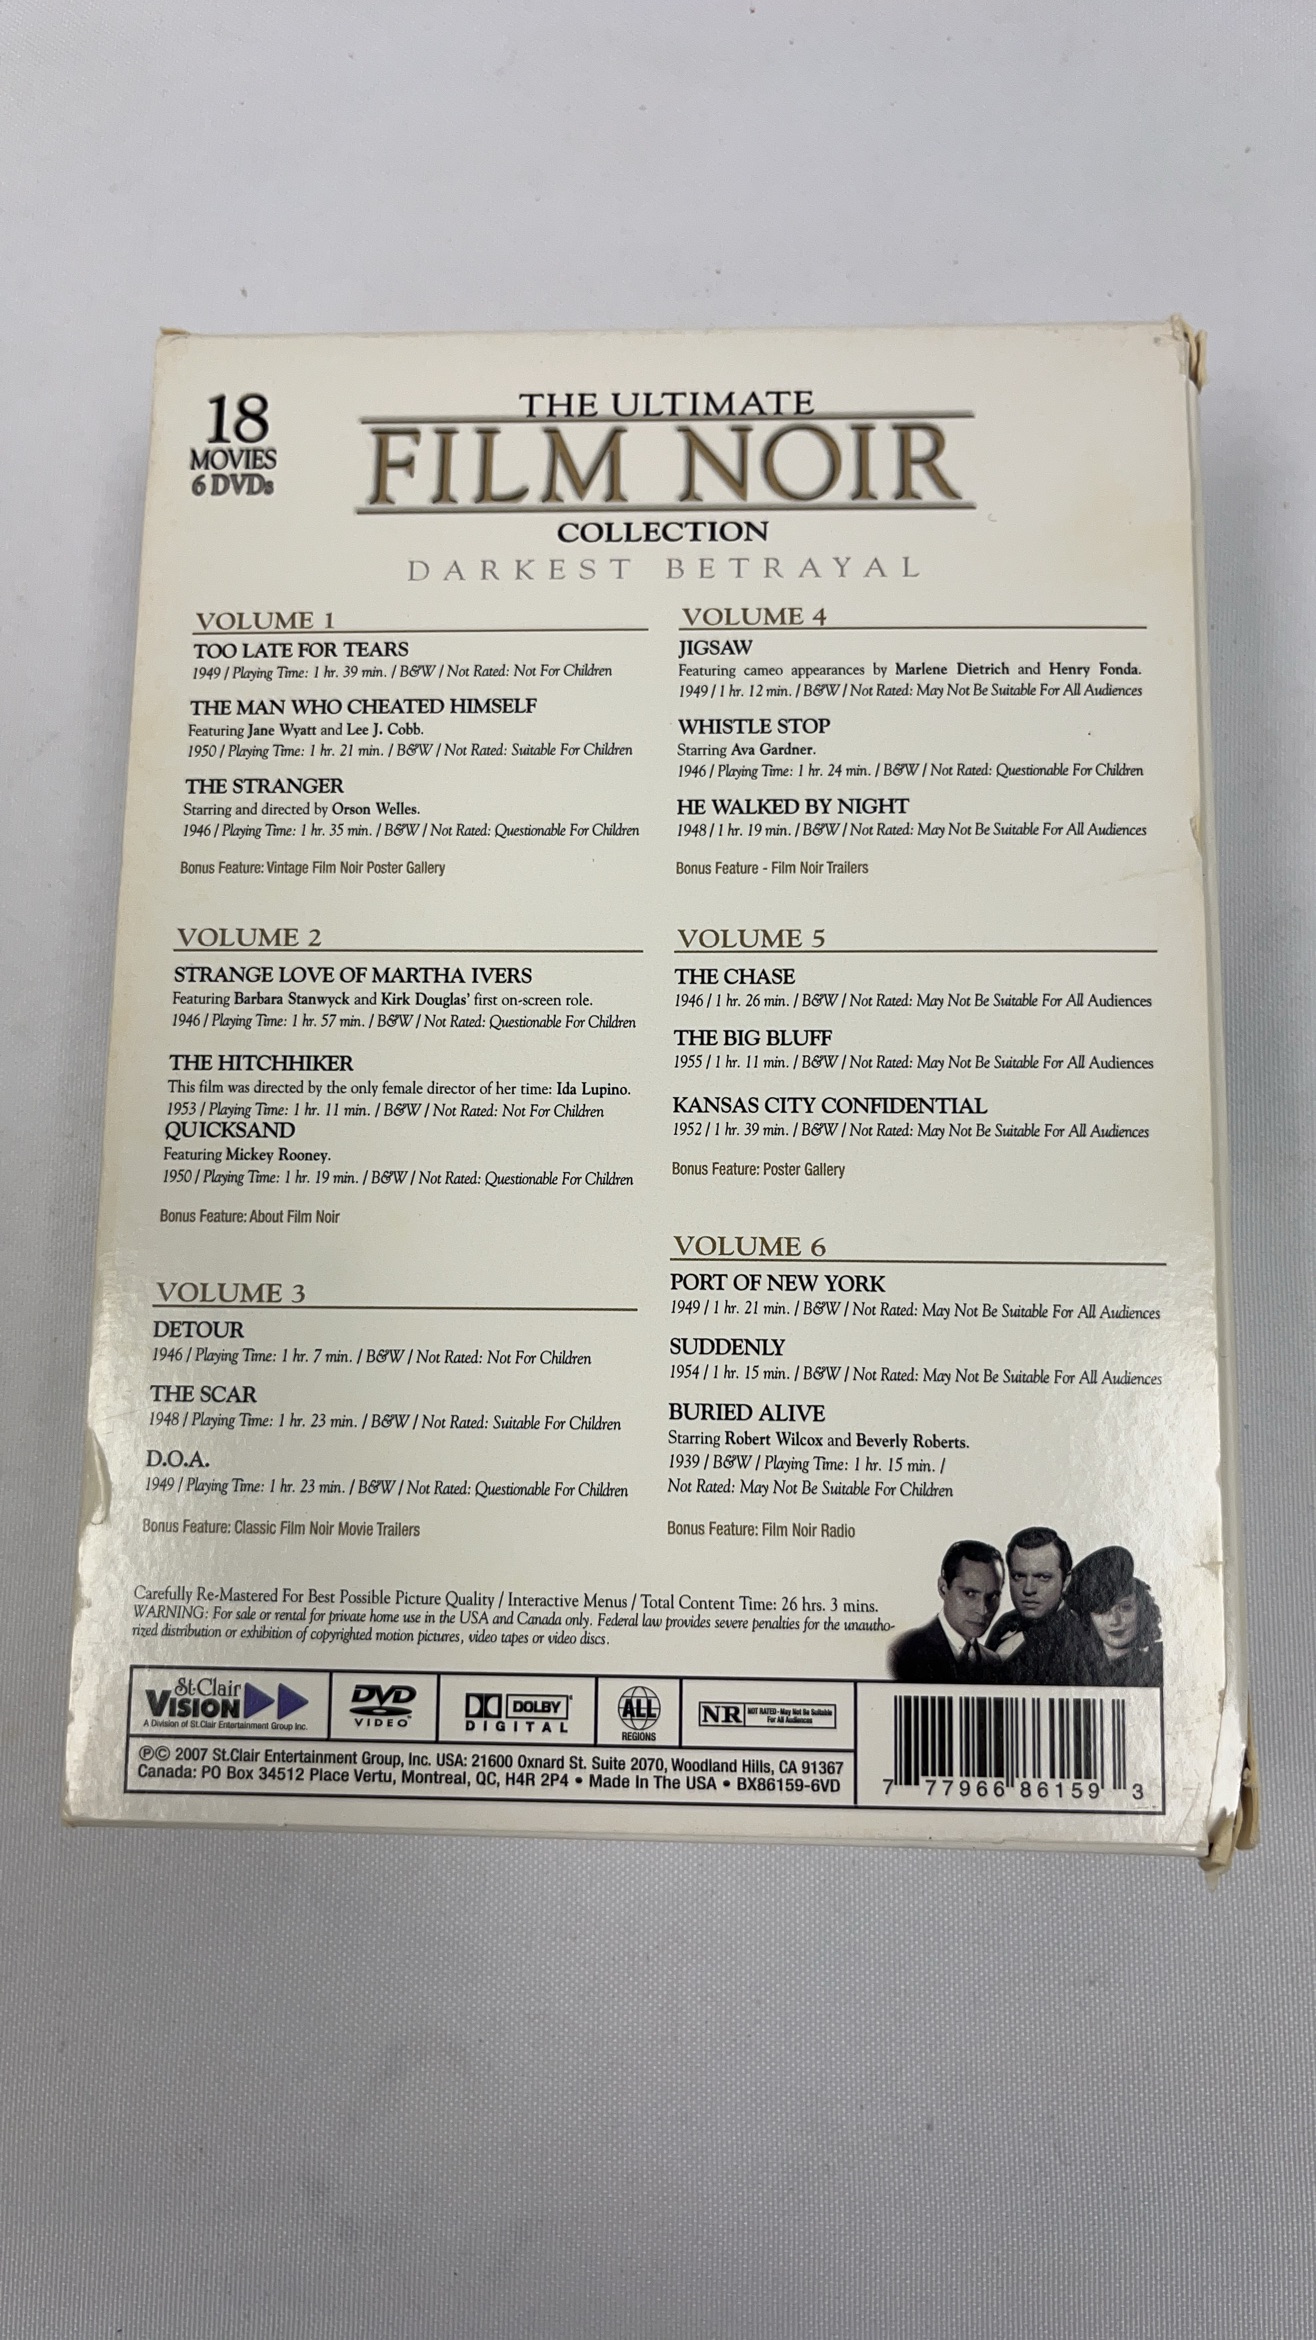 18
MOVIES
6 DVDs
THE ULTIMATE
FILM NOIR
COLLECTION
DARKEST BETRAYAL
VOLUME 1
TOO LATE FOR TEARS
1949 / Playing Time: 1 hr. 39 min. / B&W / Not Rated: Not For Children
THE MAN WHO CHEATED HIMSELF
Featuring Jane Wyatt and Lee J. Cobb.
1950 / Playing Time: 1 hr. 21 min. / B&W / Not Rated: Suitable For Children
THE STRANGER
Starring and directed by Orson Welles.
1946 / Playing Time: 1 hr. 35 min. / B&W / Not Rated: Questionable For Children
Bonus Feature: Vintage Film Noir Poster Gallery
VOLUME 2
STRANGE LOVE OF MARTHA IVERS
Featuring Barbara Stanwyck and Kirk Douglas' first on-screen role.
1946 / Playing Time: 1 hr. 57 min. / B&W / Not Rated: Questionable For Children
THE HITCHHIKER
This film was directed by the only female director of her time: Ida Lupino.
1953 / Playing Time: 1 hr. 11 min. / B&W / Not Rated: Not For Children
QUICKSAND
Featuring Mickey Rooney.
1950 / Playing Time: 1 hr. 19 min. / B&W / Not Rated: Questionable For Children
Bonus Feature: About Film Noir
VOLUME 3
DETOUR
1946 / Playing Time: 1 hr. 7 min. / B&W / Not Rated: Not For Children
THE SCAR
1948 / Playing Time: 1 hr. 23 min. / B&W / Not Rated: Suitable For Children
D.O.A.
1949 / Playing Time: 1 hr. 23 min. / B&W / Not Rated: Questionable For Children
Bonus Feature: Classic Film Noir Movie Trailers
VOLUME 4
JIGSAW
Featuring cameo appearances by Marlene Dietrich and Henry Fonda.
1949 / 1 hr. 12 min. / B&W / Not Rated: May Not Be Suitable For All Audiences
WHISTLE STOP
Starring Ava Gardner.
1946 / Playing Time: 1 hr. 24 min. / B&W / Not Rated: Questionable For Children
HE WALKED BY NIGHT
1948 / 1 hr. 19 min. / B&W / Not Rated: May Not Be Suitable For All Audiences
Bonus Feature - Film Noir Trailers
VOLUME 5
THE CHASE
1946 / 1 hr. 26 min. / B&W / Not Rated: May Not Be Suitable For All Audiences
THE BIG BLUFF
1955 / 1 hr. 11 min. / B&W / Not Rated: May Not Be Suitable For All Audiences
KANSAS CITY CONFIDENTIAL
1952 / 1 hr. 39 min. / B&W / Not Rated: May Not Be Suitable For All Audiences
Bonus Feature: Poster Gallery
VOLUME 6
PORT OF NEW YORK
1949 / 1 hr. 21 min. / B&W / Not Rated: May Not Be Suitable For All Audiences
SUDDENLY
1954 / 1 hr. 15 min. / B&W / Not Rated: May Not Be Suitable For All Audiences
BURIED ALIVE
Starring Robert Wilcox and Beverly Roberts.
1939 / B&W / Playing Time: 1 hr. 15 min. /
Not Rated: May Not Be Suitable For Children
Bonus Feature: Film Noir Radio
Carefully Re-Mastered For Best Possible Picture Quality / Interactive Menus / Total Content Time: 26 hrs. 3 mins.
WARNING: For sale or rental for private home use in the USA and Canada only. Federal law provides severe penalties for the unautho-
rized distribution or exhibition of copyrighted motion pictures, video tapes or video discs.
St.Clair
VISION
A Division of St.Clair Entertainment Group Inc.
DVD
VIDEO™
DOLBY
DIGITAL
ALL
REGIONS
NR
NOT RATED - May Not Be Suitable
For All Audiences
℗© 2007 St.Clair Entertainment Group, Inc. USA: 21600 Oxnard St. Suite 2070, Woodland Hills, CA 91367
Canada: PO Box 34512 Place Vertu, Montreal, QC, H4R 2P4 • Made In The USA • BX86159-6VD
7 77966 86159 3